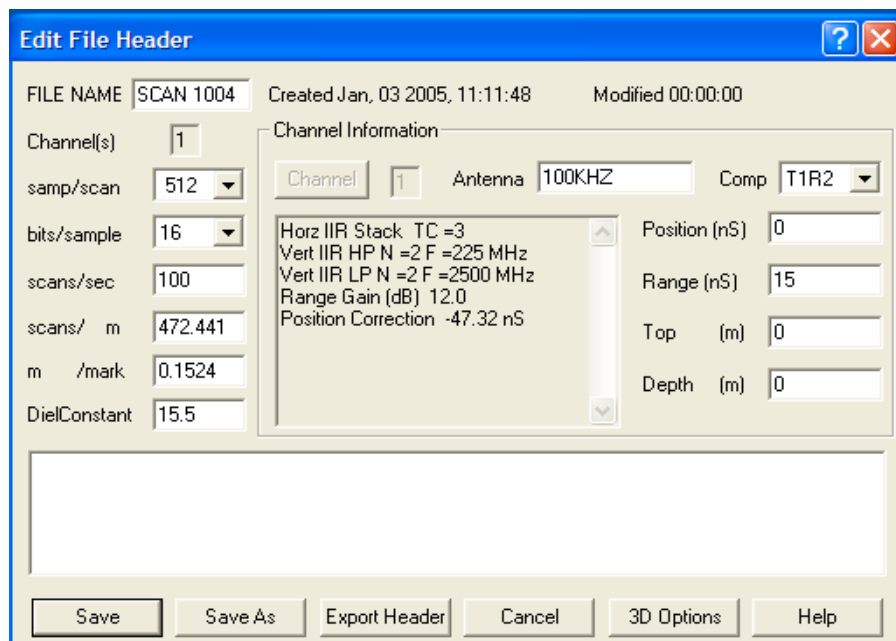 Edit File Header
FILE NAME SCAN 1004 Created Jan, 03 2005, 11:11:48 Modified 00:00:00
Channel(s) 1
samp/scan 512
bits/sample 16
scans/sec 100
scans/ m 472.441
m /mark 0.1524
DielConstant 15.5
Channel Information
Channel 1 Antenna 100KHZ Comp T1R2
Horz IIR Stack TC =3
Vert IIR HP N =2 F =225 MHz
Vert IIR LP N =2 F =2500 MHz
Range Gain (dB) 12.0
Position Correction -47.32 nS
Position (nS) 0
Range (nS) 15
Top (m) 0
Depth (m) 0
Save Save As Export Header Cancel 3D Options Help